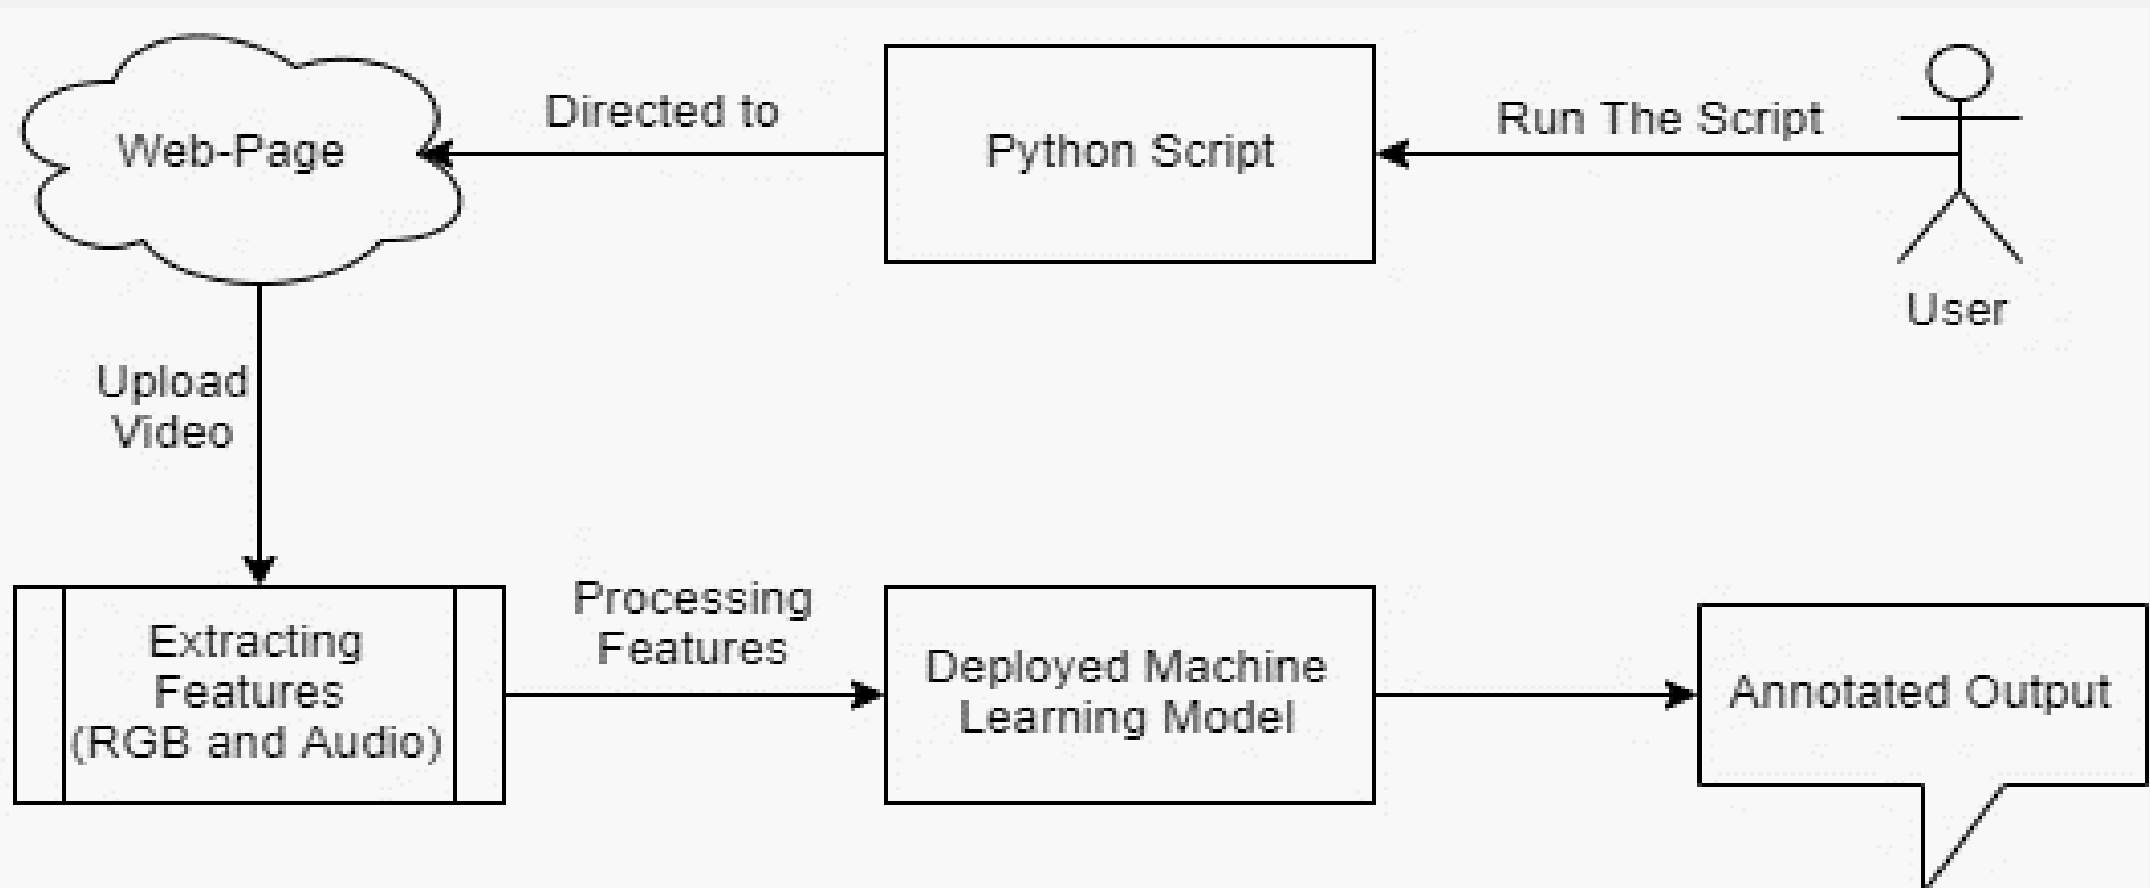 Web-Page
Directed to
Python Script
Run The Script
User
Upload
Video
Extracting
Features
(RGB and Audio)
Processing
Features
Deployed Machine
Learning Model
Annotated Output